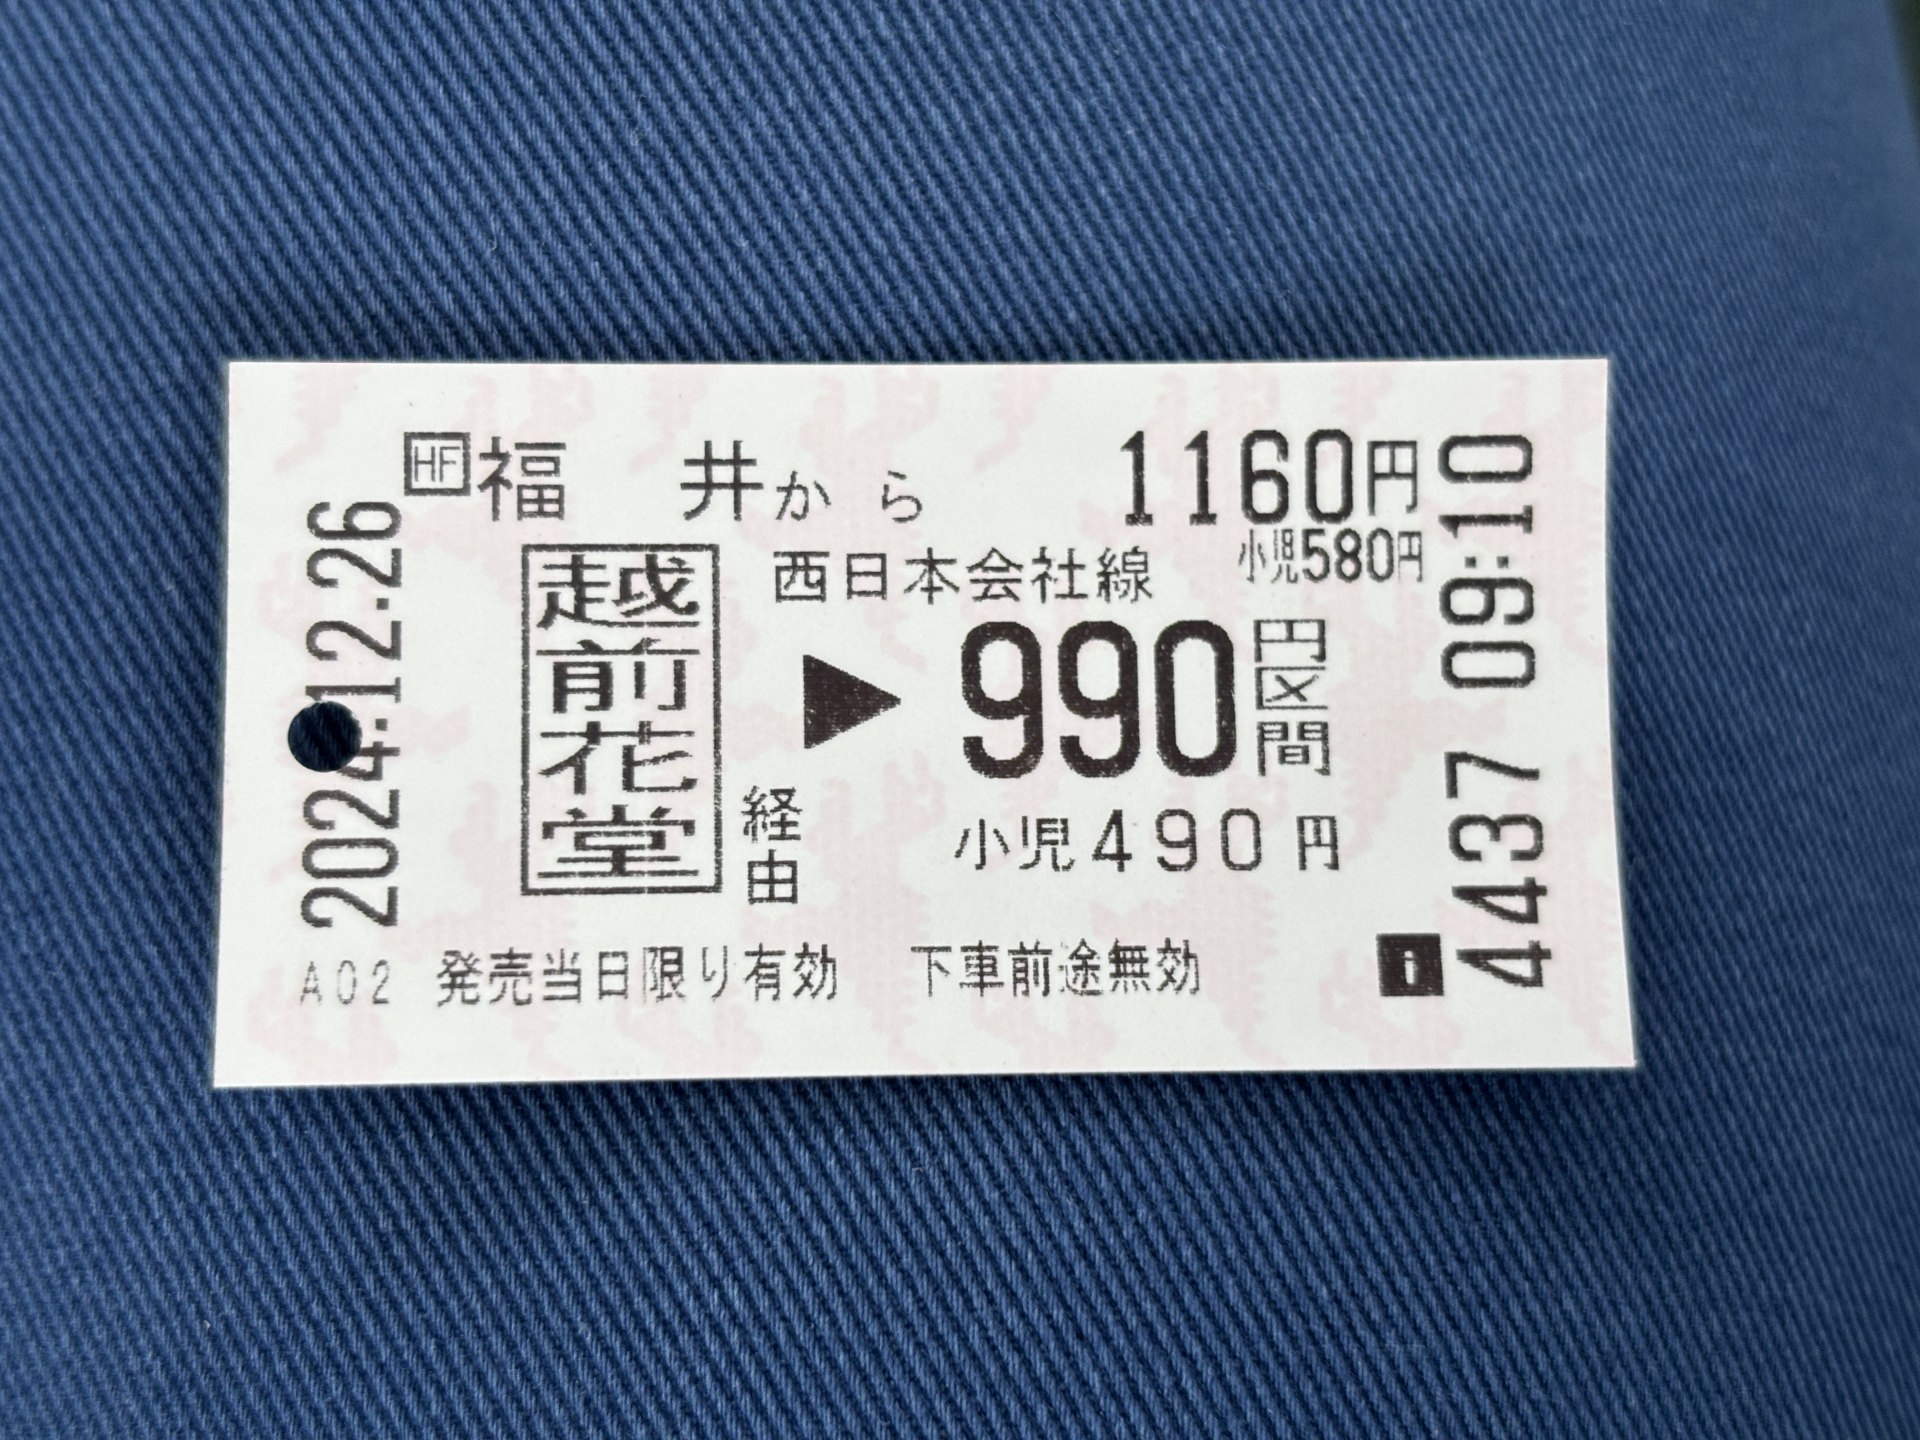 HF 福井から 1160円
小児580円
西日本会社線
越前花堂
経由
▶ 990円区間
小児490円
A02 発売当日限り有効 下車前途無効
2024.12.26
4437 09:10